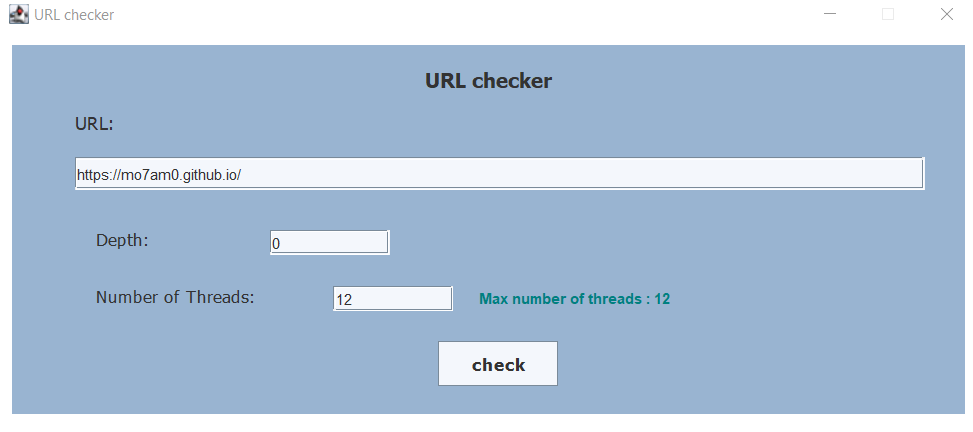 URL checker
URL checker
URL:
https://mo7am0.github.io/
Depth: 0
Number of Threads: 12 Max number of threads : 12
check